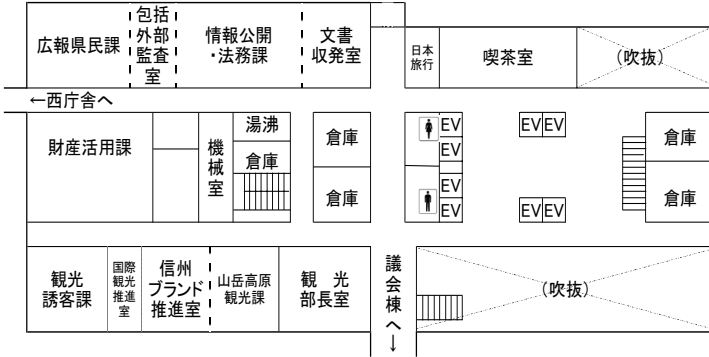 広報県民課
包括
外部
監査
室
情報公開
・法務課
文書
収発室
日本
旅行
喫茶室
(吹抜)
←西庁舎へ
財産活用課
機
械
室
湯沸
倉庫
倉庫
倉庫
EV
EV
EV
EV
EV EV
EV EV
倉庫
倉庫
観光
誘客課
国際
観光
推進
室
信州
ブランド
推進室
山岳高原
観光課
観 光
部長室
議
会
棟
へ
↓
(吹抜)